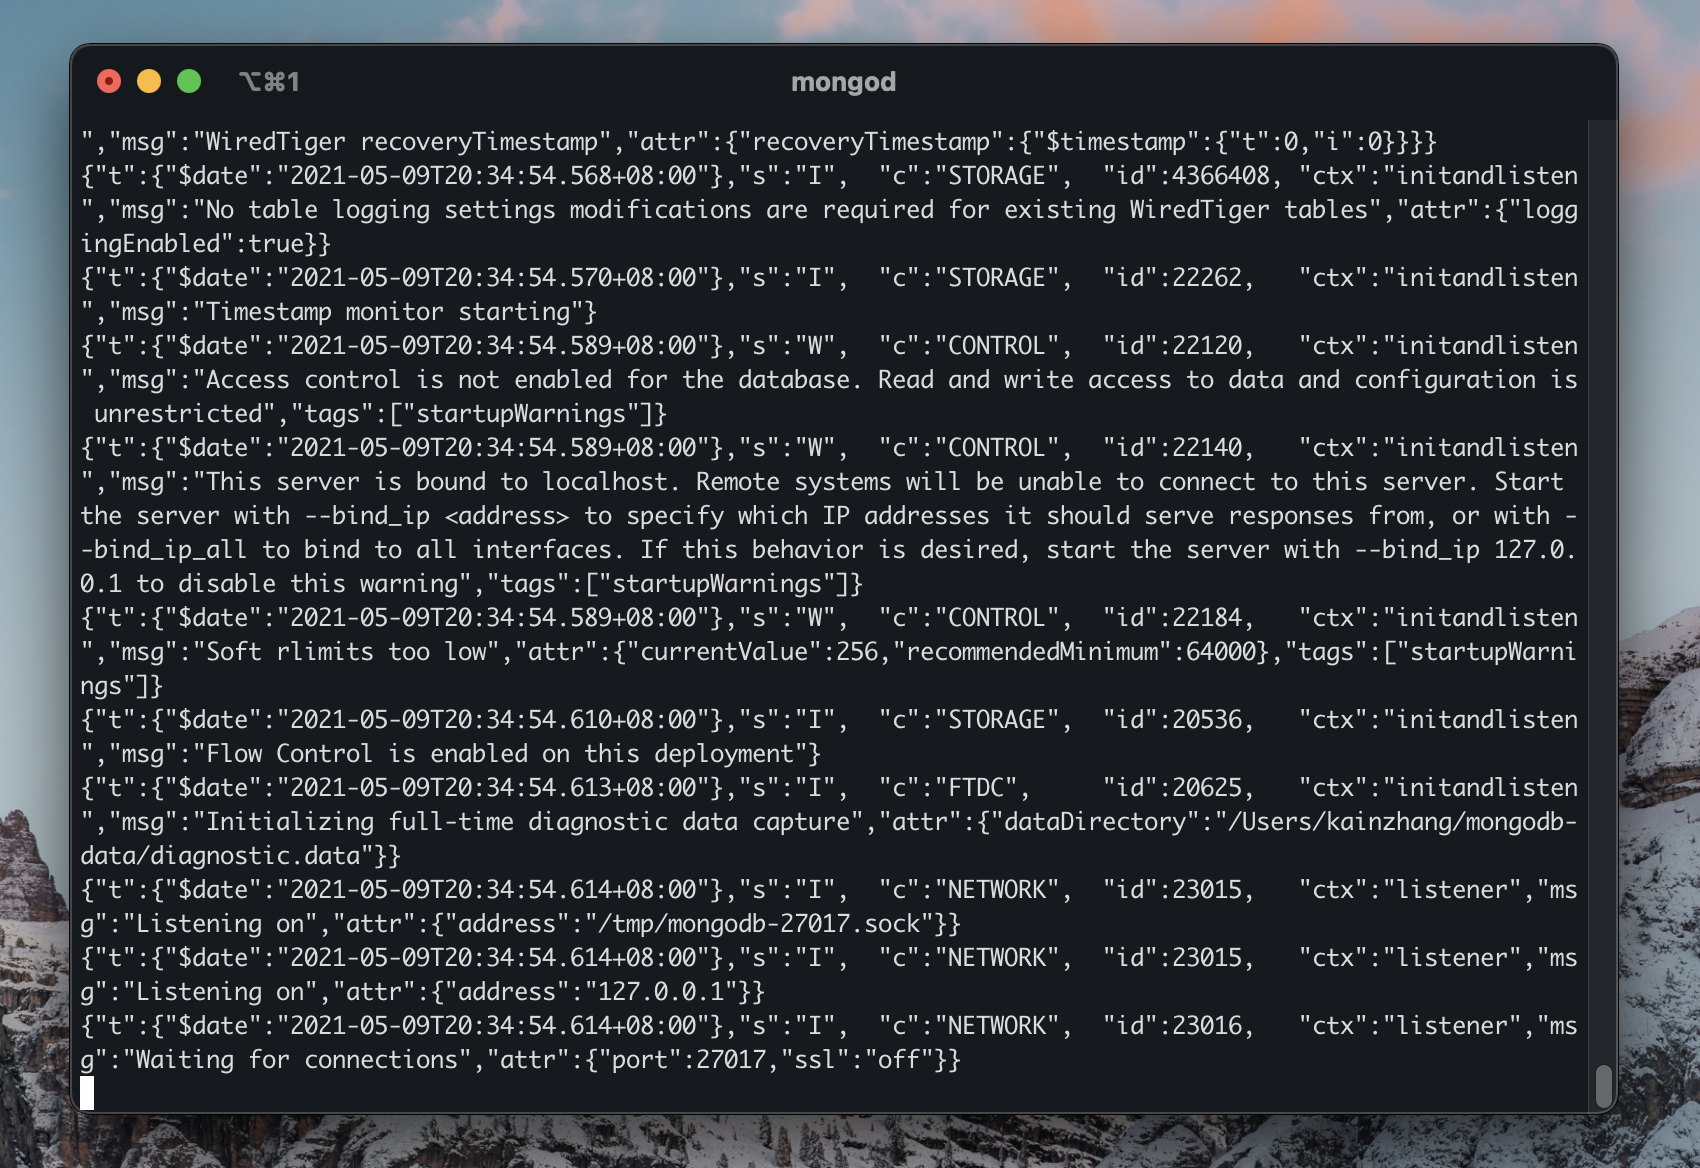 ⌥⌘1
mongod
","msg":"WiredTiger recoveryTimestamp","attr":{"recoveryTimestamp":{"$timestamp":{"t":0,"i":0}}}}
{"t":{"$date":"2021-05-09T20:34:54.568+08:00"},"s":"I",  "c":"STORAGE",  "id":4366408, "ctx":"initandlisten
","msg":"No table logging settings modifications are required for existing WiredTiger tables","attr":{"logg
ingEnabled":true}}
{"t":{"$date":"2021-05-09T20:34:54.570+08:00"},"s":"I",  "c":"STORAGE",  "id":22262,   "ctx":"initandlisten
","msg":"Timestamp monitor starting"}
{"t":{"$date":"2021-05-09T20:34:54.589+08:00"},"s":"W",  "c":"CONTROL",  "id":22120,   "ctx":"initandlisten
","msg":"Access control is not enabled for the database. Read and write access to data and configuration is
 unrestricted","tags":["startupWarnings"]}
{"t":{"$date":"2021-05-09T20:34:54.589+08:00"},"s":"W",  "c":"CONTROL",  "id":22140,   "ctx":"initandlisten
","msg":"This server is bound to localhost. Remote systems will be unable to connect to this server. Start
the server with --bind_ip <address> to specify which IP addresses it should serve responses from, or with -
-bind_ip_all to bind to all interfaces. If this behavior is desired, start the server with --bind_ip 127.0.
0.1 to disable this warning","tags":["startupWarnings"]}
{"t":{"$date":"2021-05-09T20:34:54.589+08:00"},"s":"W",  "c":"CONTROL",  "id":22184,   "ctx":"initandlisten
","msg":"Soft rlimits too low","attr":{"currentValue":256,"recommendedMinimum":64000},"tags":["startupWarni
ngs"]}
{"t":{"$date":"2021-05-09T20:34:54.610+08:00"},"s":"I",  "c":"STORAGE",  "id":20536,   "ctx":"initandlisten
","msg":"Flow Control is enabled on this deployment"}
{"t":{"$date":"2021-05-09T20:34:54.613+08:00"},"s":"I",  "c":"FTDC",     "id":20625,   "ctx":"initandlisten
","msg":"Initializing full-time diagnostic data capture","attr":{"dataDirectory":"/Users/kainzhang/mongodb-
data/diagnostic.data"}}
{"t":{"$date":"2021-05-09T20:34:54.614+08:00"},"s":"I",  "c":"NETWORK",  "id":23015,   "ctx":"listener","ms
g":"Listening on","attr":{"address":"/tmp/mongodb-27017.sock"}}
{"t":{"$date":"2021-05-09T20:34:54.614+08:00"},"s":"I",  "c":"NETWORK",  "id":23015,   "ctx":"listener","ms
g":"Listening on","attr":{"address":"127.0.0.1"}}
{"t":{"$date":"2021-05-09T20:34:54.614+08:00"},"s":"I",  "c":"NETWORK",  "id":23016,   "ctx":"listener","ms
g":"Waiting for connections","attr":{"port":27017,"ssl":"off"}}